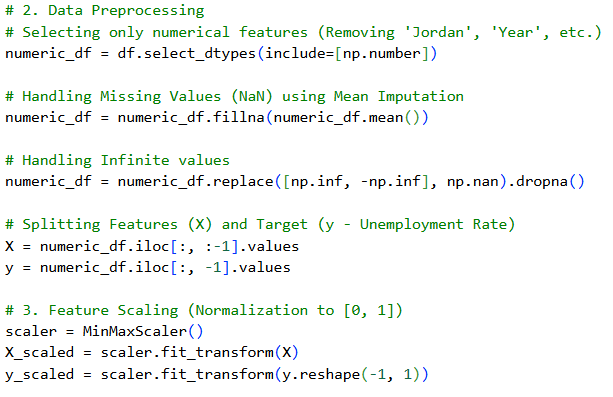 # 2. Data Preprocessing
# Selecting only numerical features (Removing 'Jordan', 'Year', etc.)
numeric_df = df.select_dtypes(include=[np.number])
# Handling Missing Values (NaN) using Mean Imputation
numeric_df = numeric_df.fillna(numeric_df.mean())
# Handling Infinite values
numeric_df = numeric_df.replace([np.inf, -np.inf], np.nan).dropna()
# Splitting Features (X) and Target (y - Unemployment Rate)
X = numeric_df.iloc[:, :-1].values
y = numeric_df.iloc[:, -1].values
# 3. Feature Scaling (Normalization to [0, 1])
scaler = MinMaxScaler()
X_scaled = scaler.fit_transform(X)
y_scaled = scaler.fit_transform(y.reshape(-1, 1))